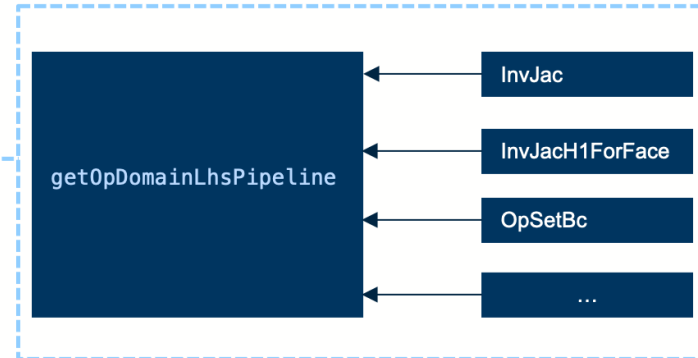 InvJac
InvJacH1ForFace
getOpDomainLhsPipeline
OpSetBc
...